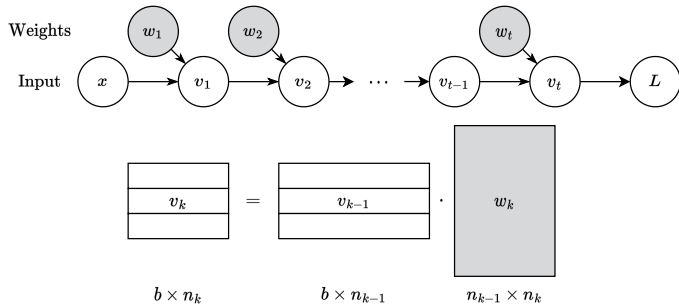 Weights w₁ w₂ wₜ
Input x v₁ v₂ ⋯ vₜ₋₁ vₜ L
vₖ = vₖ₋₁ · wₖ
b × nₖ b × nₖ₋₁ nₖ₋₁ × nₖ